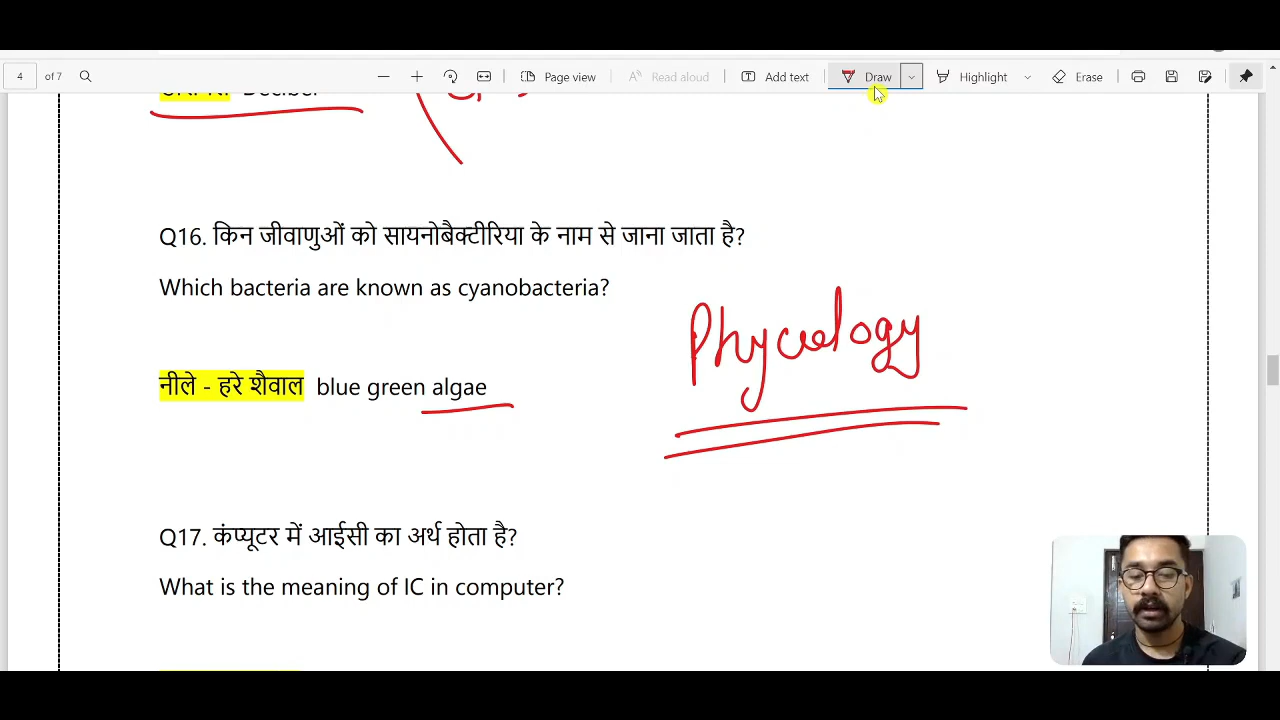 4 of 7 Page view Read aloud Add text Draw Highlight Erase
Decibel
Q16. किन जीवाणुओं को सायनोबैक्टीरिया के नाम से जाना जाता है?
Which bacteria are known as cyanobacteria?
Phycology
नीले - हरे शैवाल blue green algae
Q17. कंप्यूटर में आईसी का अर्थ होता है?
What is the meaning of IC in computer?